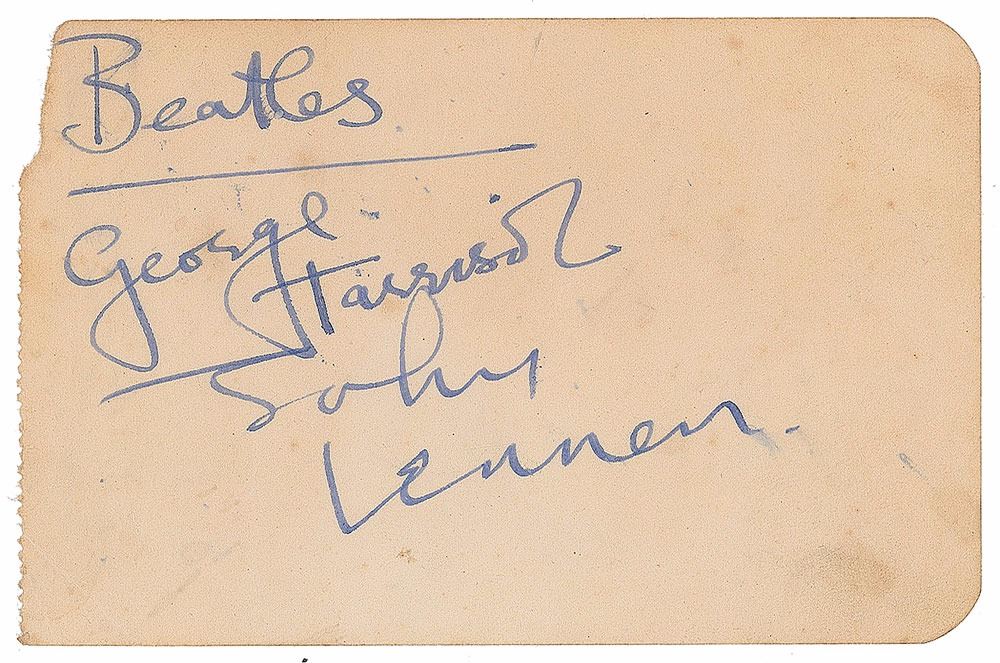 Beatles
George
Harrison
John
Lennon.